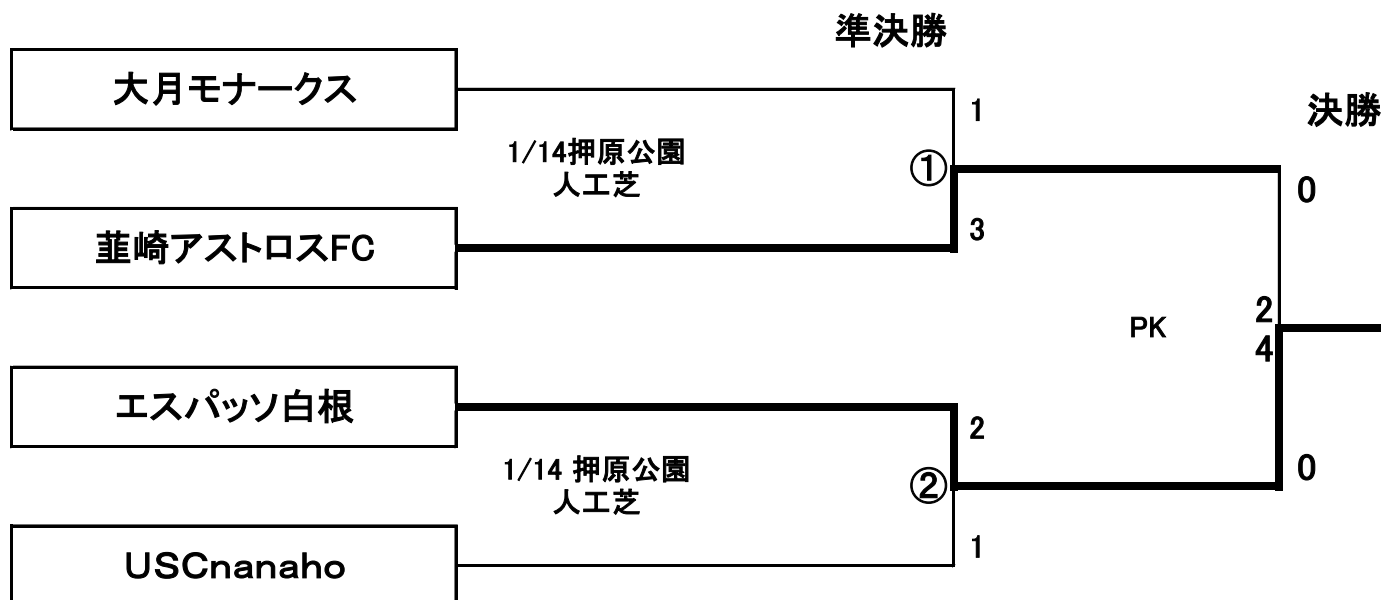 準決勝
決勝
大月モナークス
1
1/14押原公園
人工芝
①
0
韮崎アストロスFC
3
2
PK
4
エスパッソ白根
2
1/14 押原公園
人工芝
②
0
USCnanaho
1